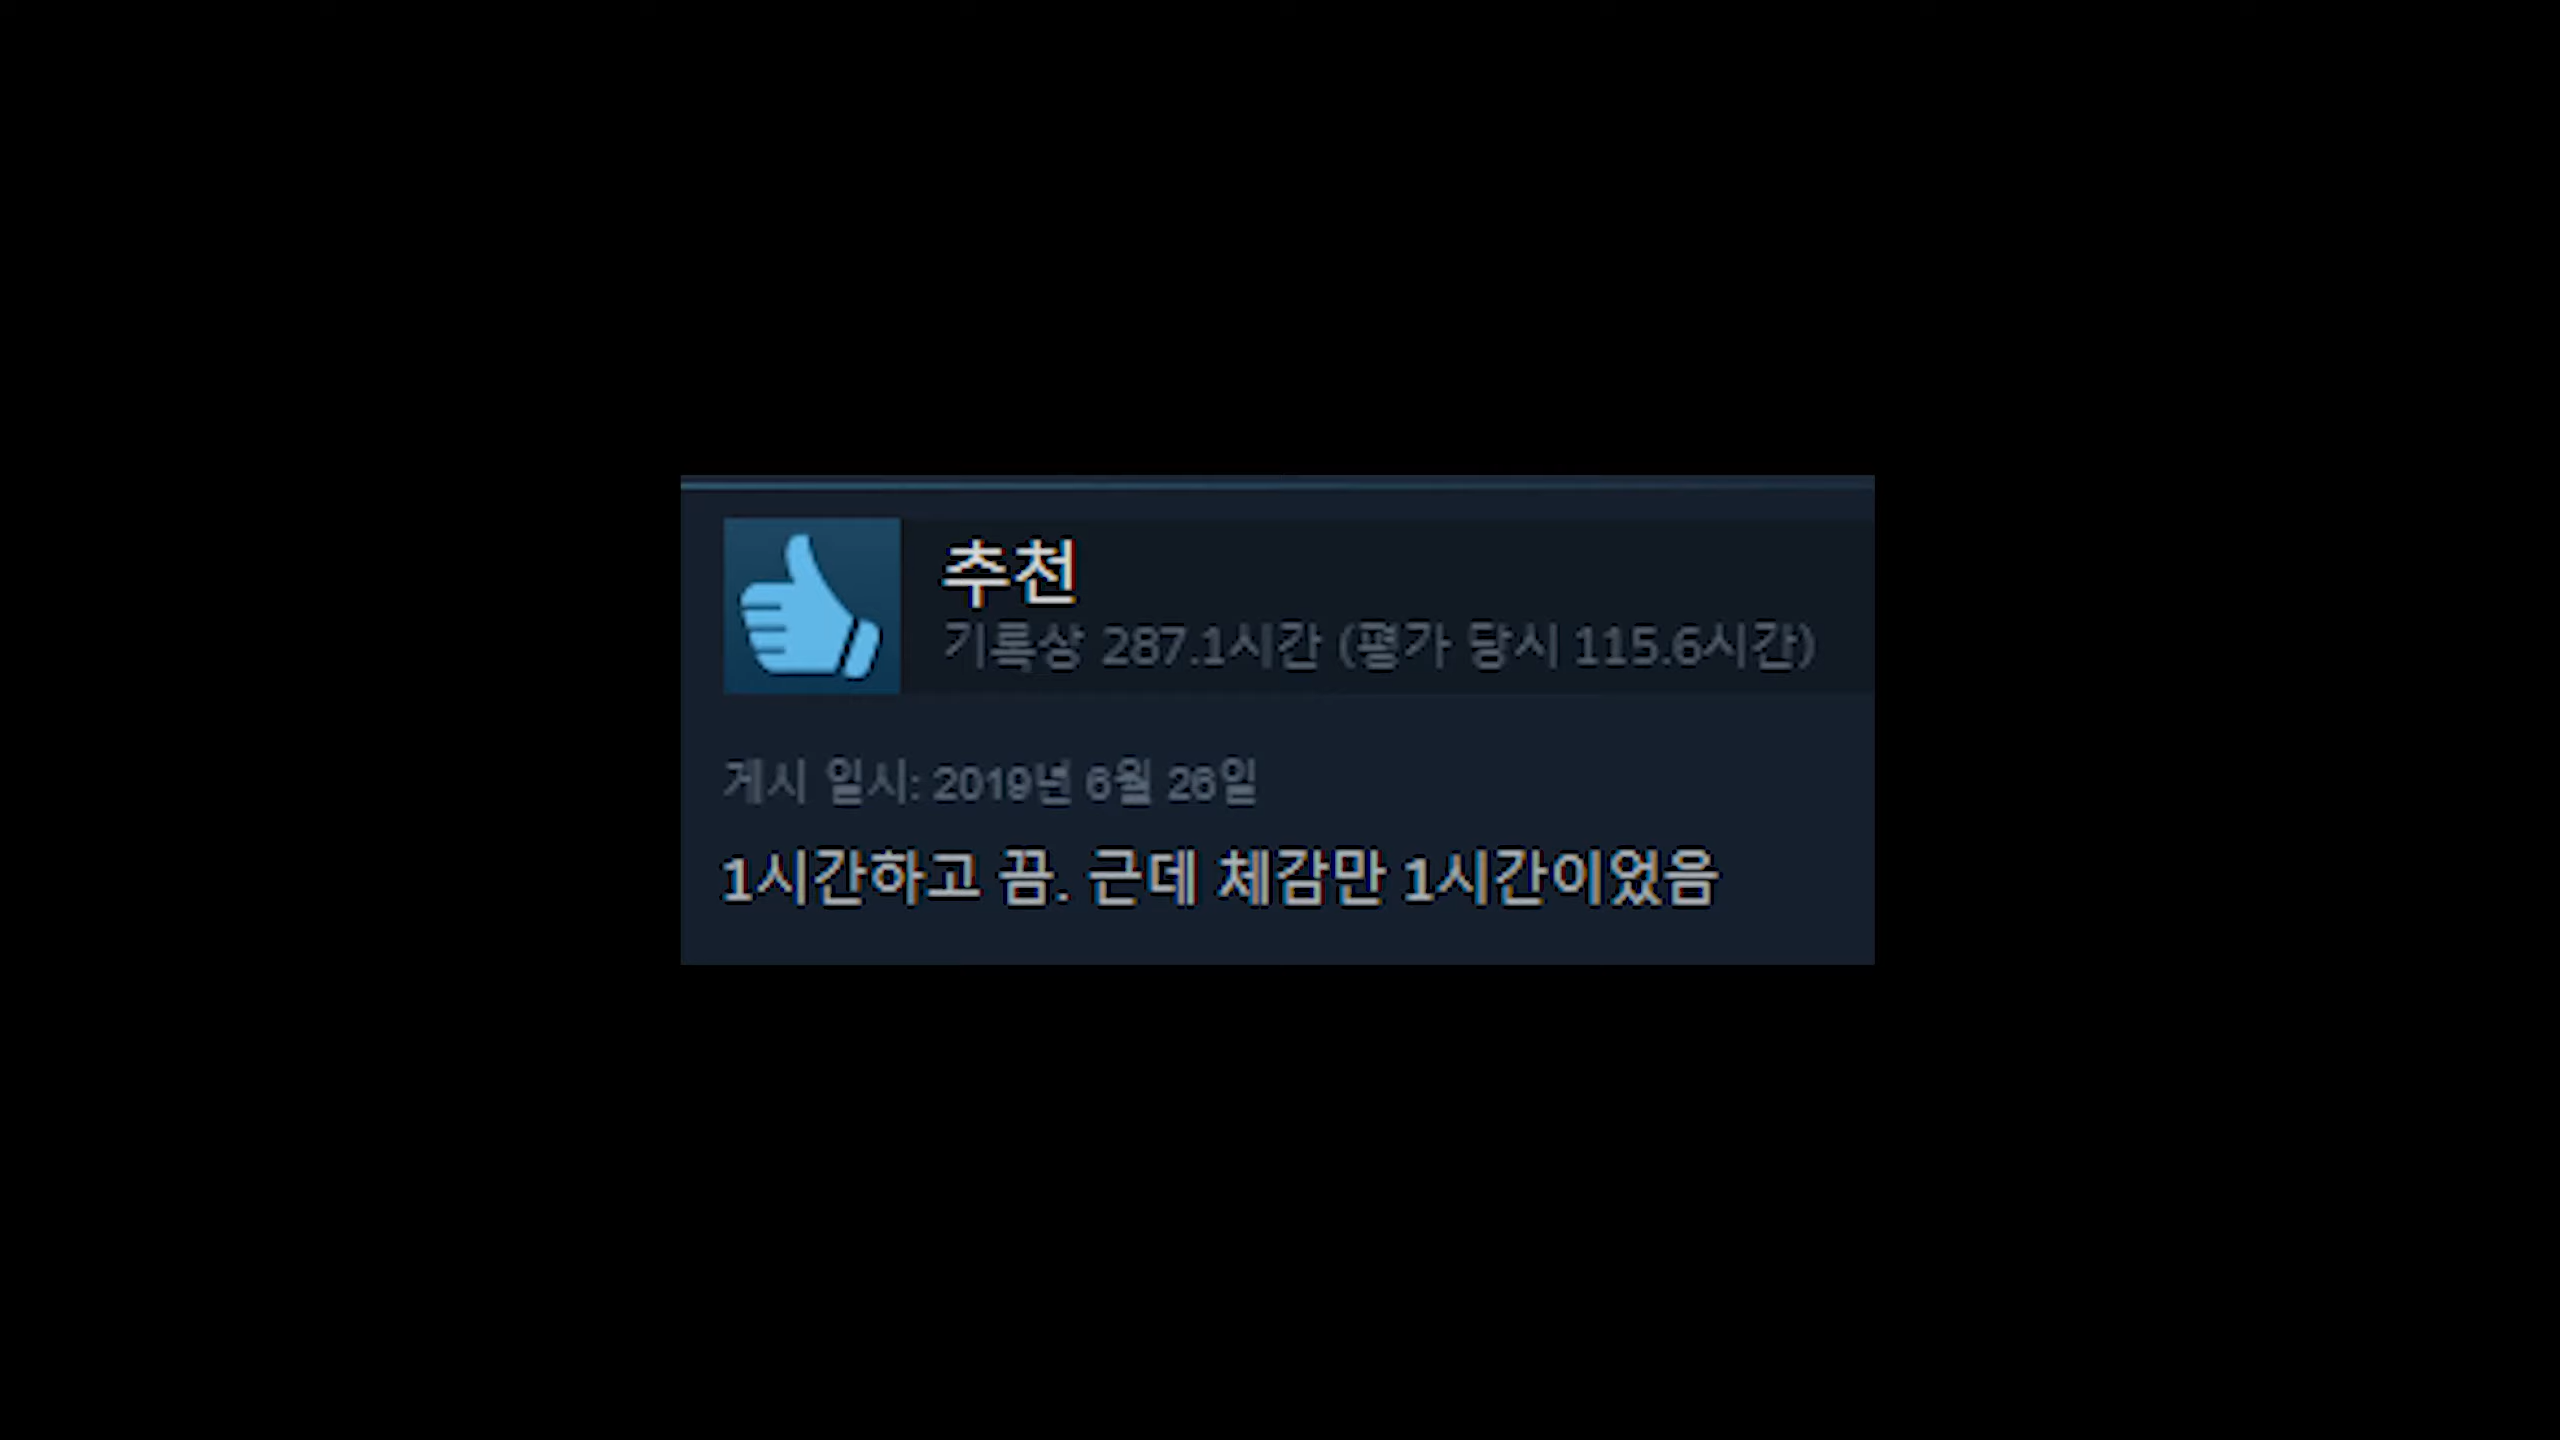 추천
기록상 287.1시간 (평가 당시 115.6시간)
게시 일시: 2019년 6월 26일
1시간하고 끔. 근데 체감만 1시간이었음